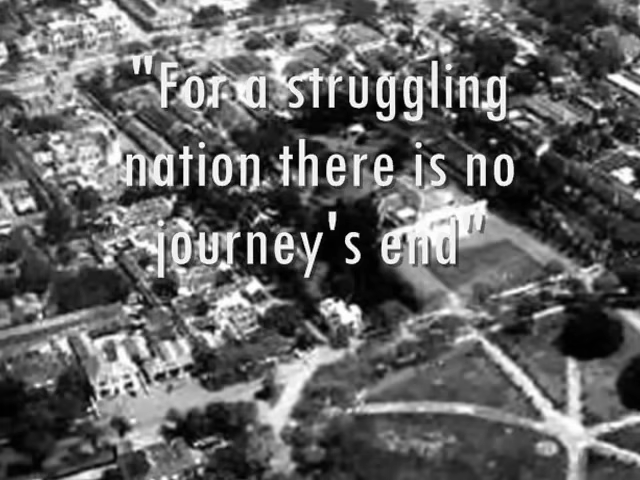 "For a struggling
nation there is no
journey's end"